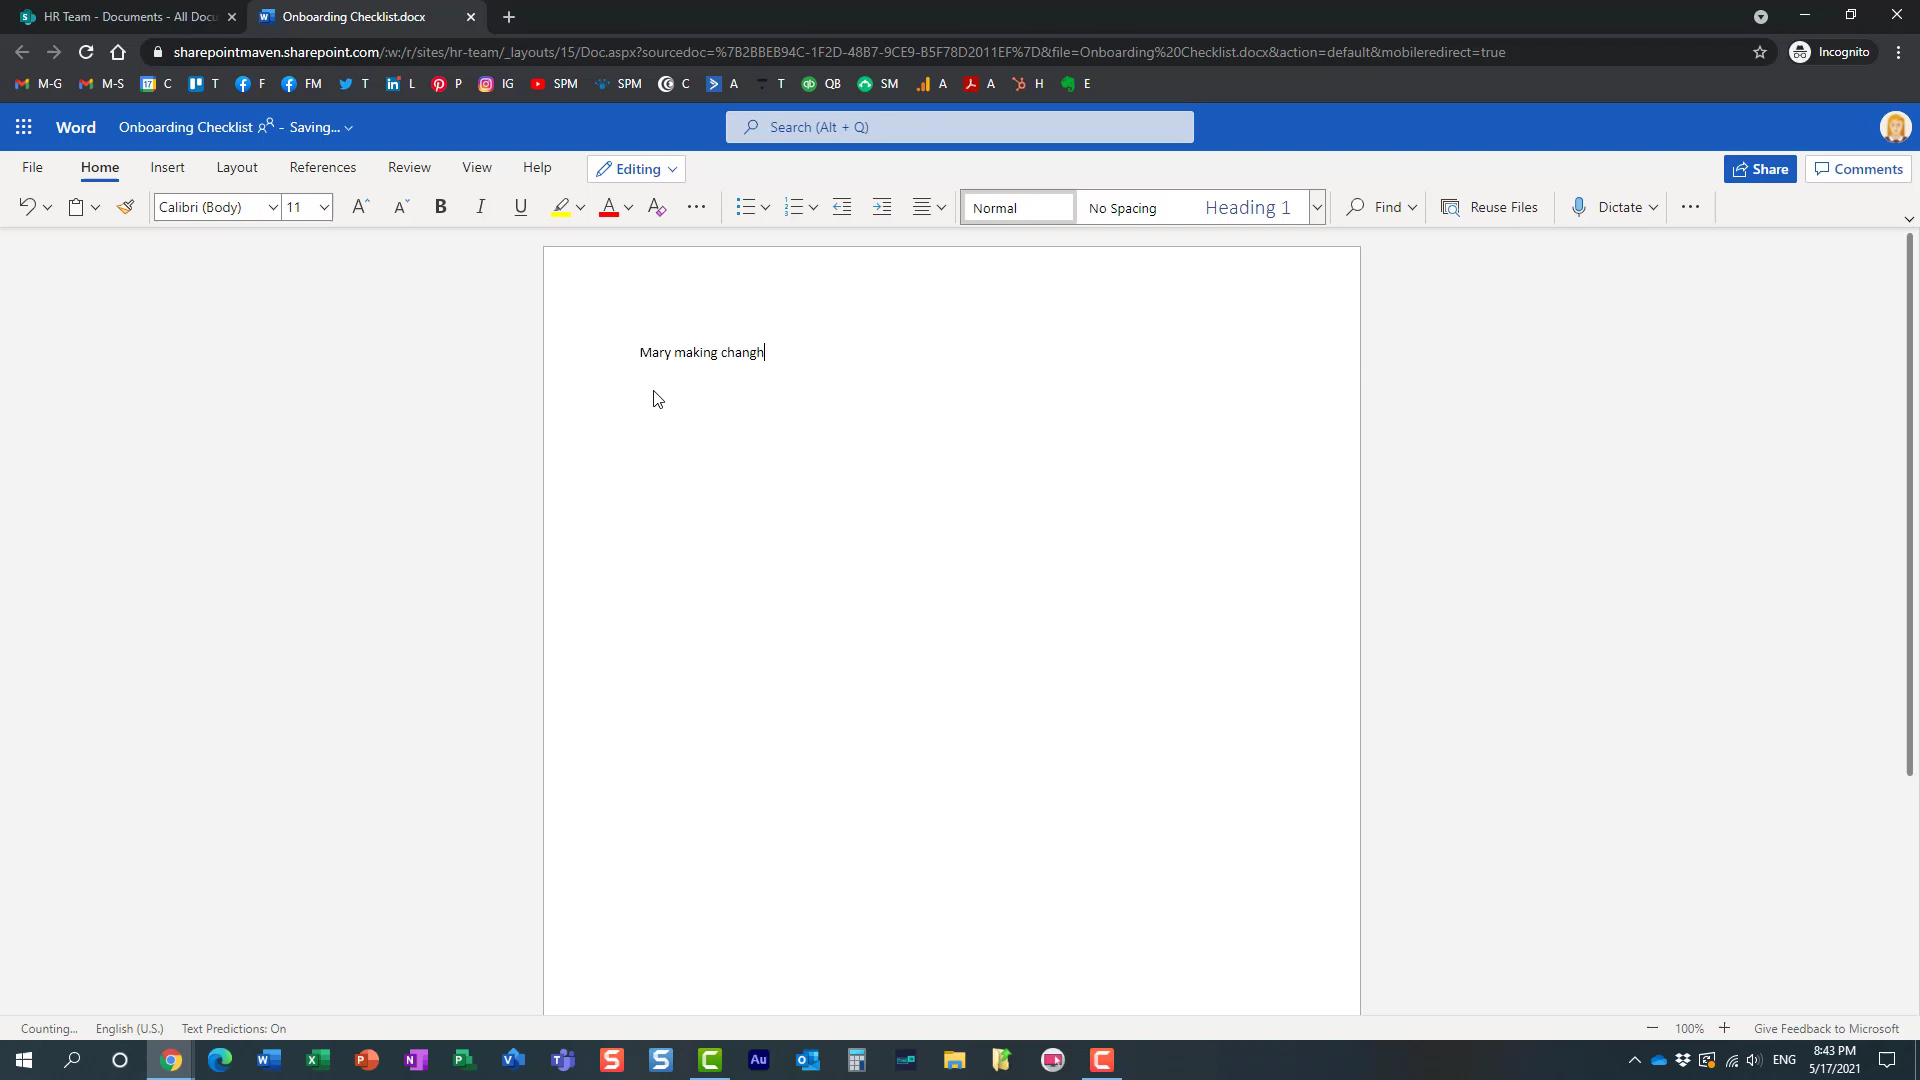 HR Team - Documents - All Docu
Onboarding Checklist.docx
sharepointmaven.sharepoint.com/:w:/r/sites/hr-team/_layouts/15/Doc.aspx?sourcedoc=%7B2BBEB94C-1F2D-48B7-9CE9-B5F78D2011EF%7D&file=Onboarding%20Checklist.docx&action=default&mobileredirect=true
Incognito
M-G M-S 17 C T F FM T L P IG SPM SPM C A T QB SM A A H E
Word Onboarding Checklist - Saving... Search (Alt + Q)
File Home Insert Layout References Review View Help Editing Share Comments
Calibri (Body) 11 A A B I U A A Normal No Spacing Heading 1 Find Reuse Files Dictate
Mary making changh
Counting... English (U.S.) Text Predictions: On 100% Give Feedback to Microsoft
ENG 8:43 PM
5/17/2021